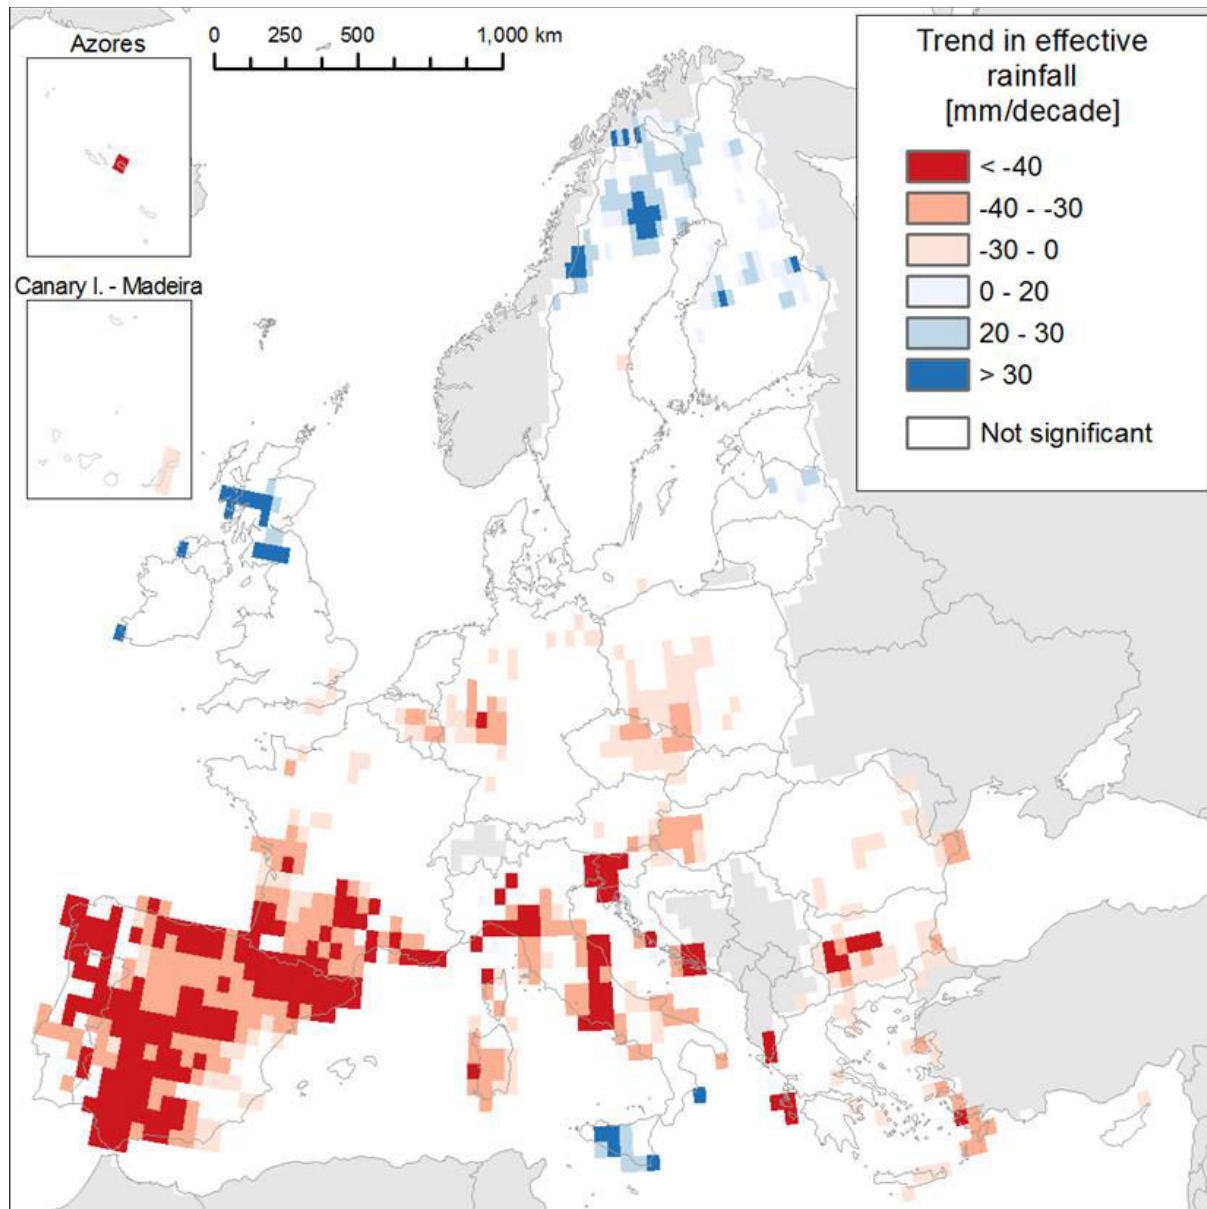 Azores
0 250 500 1,000 km
Canary I. - Madeira
Trend in effective
rainfall
[mm/decade]
< -40
-40 - -30
-30 - 0
0 - 20
20 - 30
> 30
Not significant